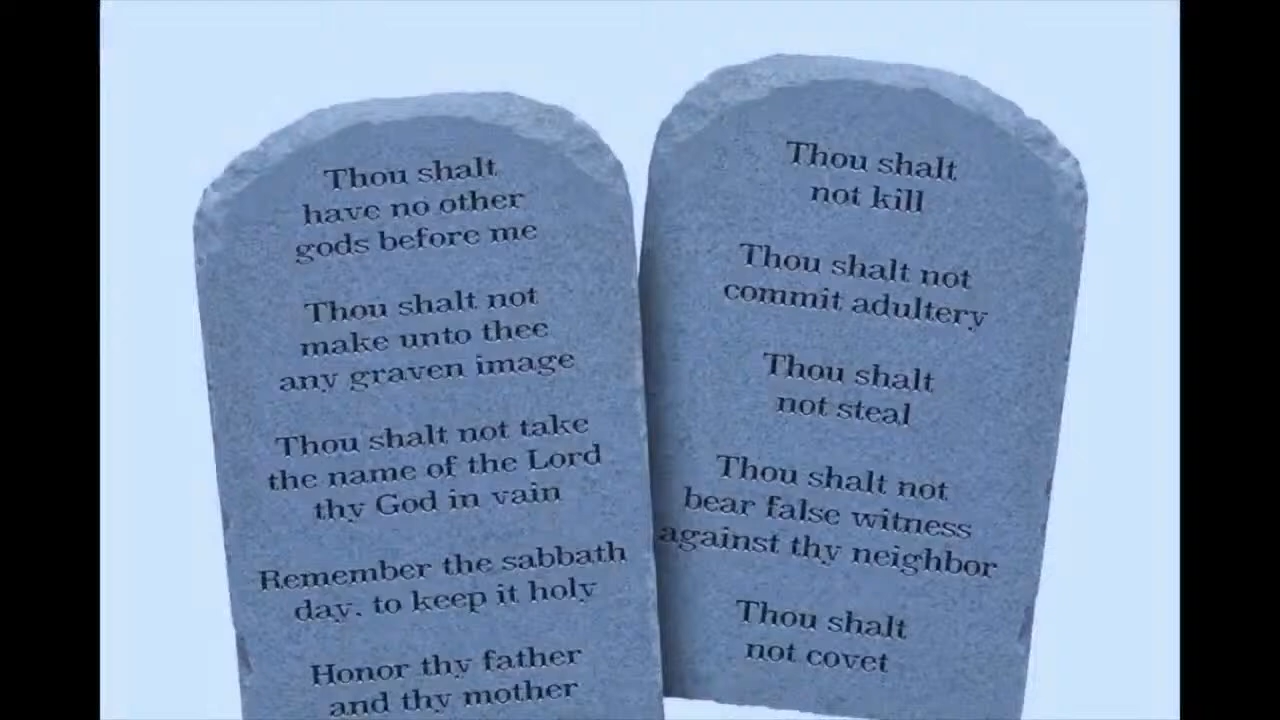 Thou shalt
have no other
gods before me
Thou shalt not
make unto thee
any graven image
Thou shalt not take
the name of the Lord
thy God in vain
Remember the sabbath
day. to keep it holy
Honor thy father
and thy mother
Thou shalt
not kill
Thou shalt not
commit adultery
Thou shalt
not steal
Thou shalt not
bear false witness
against thy neighbor
Thou shalt
not covet